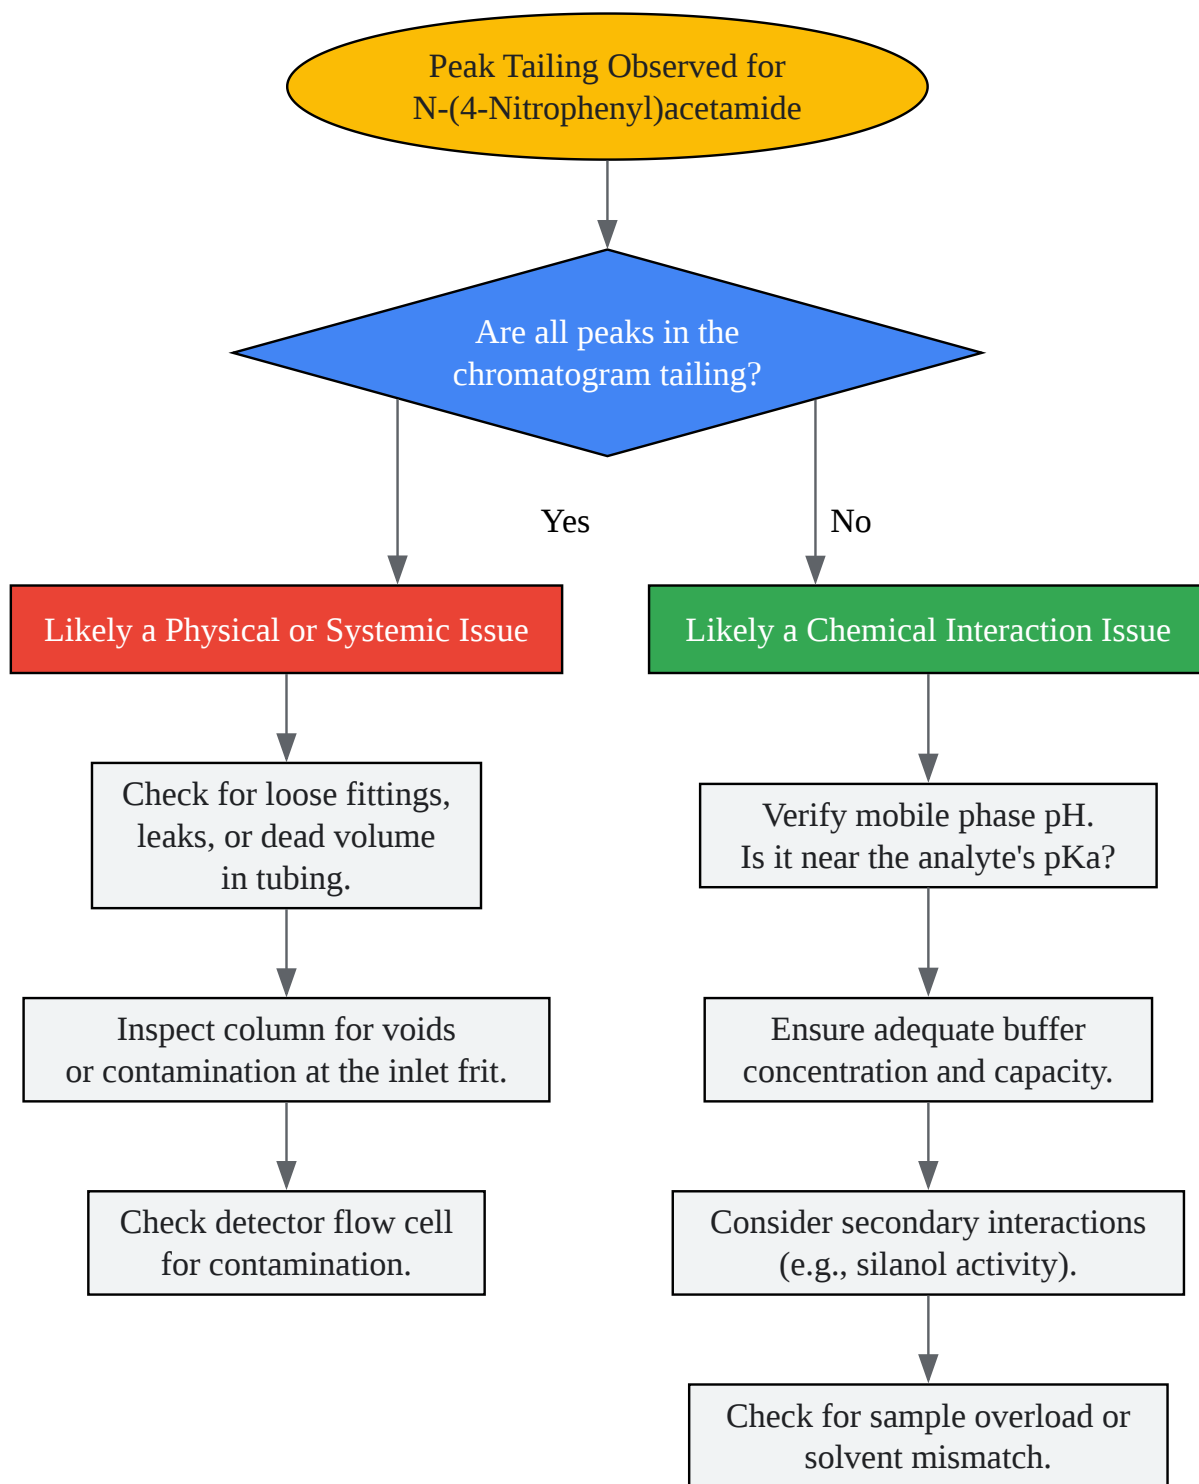 Peak Tailing Observed for
N-(4-Nitrophenyl)acetamide
Are all peaks in the
chromatogram tailing?
Yes
No
Likely a Physical or Systemic Issue
Likely a Chemical Interaction Issue
Check for loose fittings,
leaks, or dead volume
in tubing.
Verify mobile phase pH.
Is it near the analyte's pKa?
Inspect column for voids
or contamination at the inlet frit.
Ensure adequate buffer
concentration and capacity.
Check detector flow cell
for contamination.
Consider secondary interactions
(e.g., silanol activity).
Check for sample overload or
solvent mismatch.